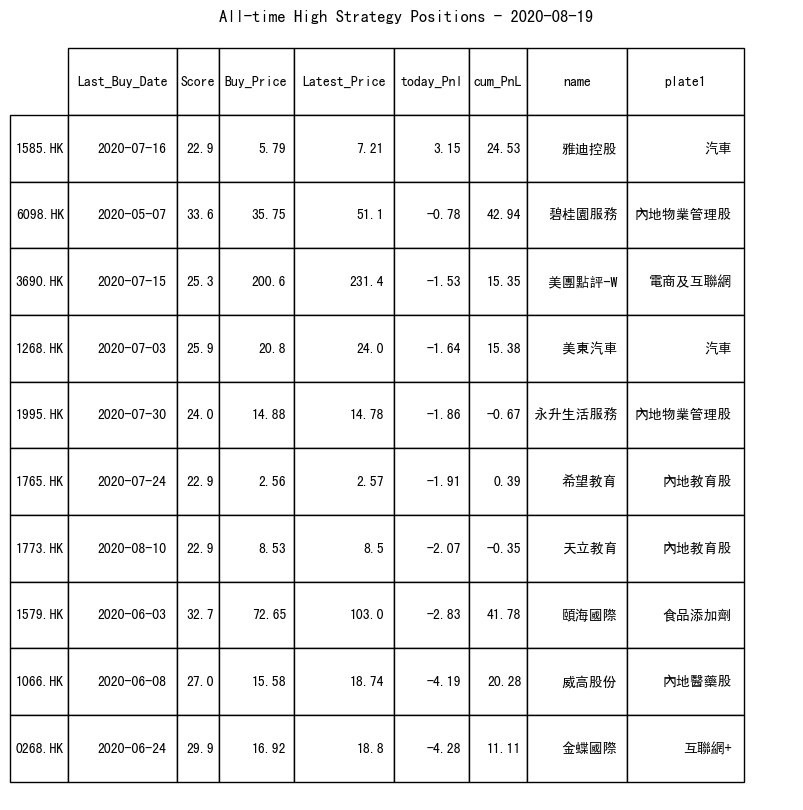 All-time High Strategy Positions - 2020-08-19
Last_Buy_Date Score Buy_Price Latest_Price today_Pnl cum_PnL name plate1
1585.HK 2020-07-16 22.9 5.79 7.21 3.15 24.53 雅迪控股 汽車
6098.HK 2020-05-07 33.6 35.75 51.1 -0.78 42.94 碧桂園服務 內地物業管理股
3690.HK 2020-07-15 25.3 200.6 231.4 -1.53 15.35 美團點評-W 電商及互聯網
1268.HK 2020-07-03 25.9 20.8 24.0 -1.64 15.38 美東汽車 汽車
1995.HK 2020-07-30 24.0 14.88 14.78 -1.86 -0.67 永升生活服務 內地物業管理股
1765.HK 2020-07-24 22.9 2.56 2.57 -1.91 0.39 希望教育 內地教育股
1773.HK 2020-08-10 22.9 8.53 8.5 -2.07 -0.35 天立教育 內地教育股
1579.HK 2020-06-03 32.7 72.65 103.0 -2.83 41.78 頤海國際 食品添加劑
1066.HK 2020-06-08 27.0 15.58 18.74 -4.19 20.28 威高股份 內地醫藥股
0268.HK 2020-06-24 29.9 16.92 18.8 -4.28 11.11 金蝶國際 互聯網+